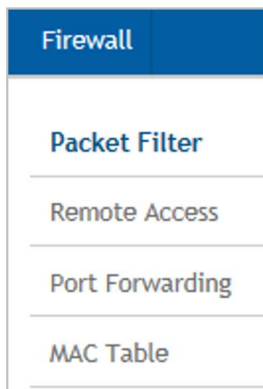 Firewall
Packet Filter
Remote Access
Port Forwarding
MAC Table